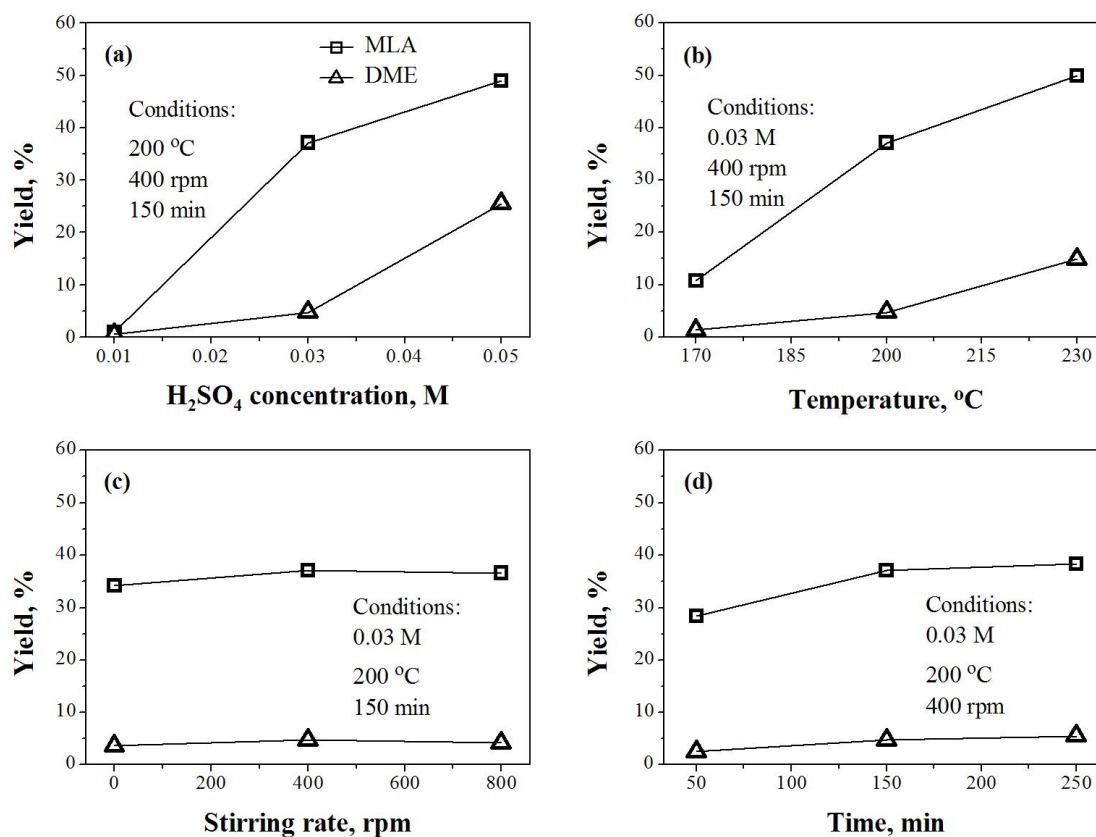 (a)
MLA
DME
Conditions:
200 °C
400 rpm
150 min
Yield, %
60
50
40
30
20
10
0
0.01 0.02 0.03 0.04 0.05
H₂SO₄ concentration, M
(b)
Conditions:
0.03 M
400 rpm
150 min
Yield, %
60
50
40
30
20
10
0
170 185 200 215 230
Temperature, °C
(c)
Conditions:
0.03 M
200 °C
150 min
Yield, %
60
50
40
30
20
10
0
0 200 400 600 800
Stirring rate, rpm
(d)
Conditions:
0.03 M
200 °C
400 rpm
Yield, %
60
50
40
30
20
10
0
50 100 150 200 250
Time, min